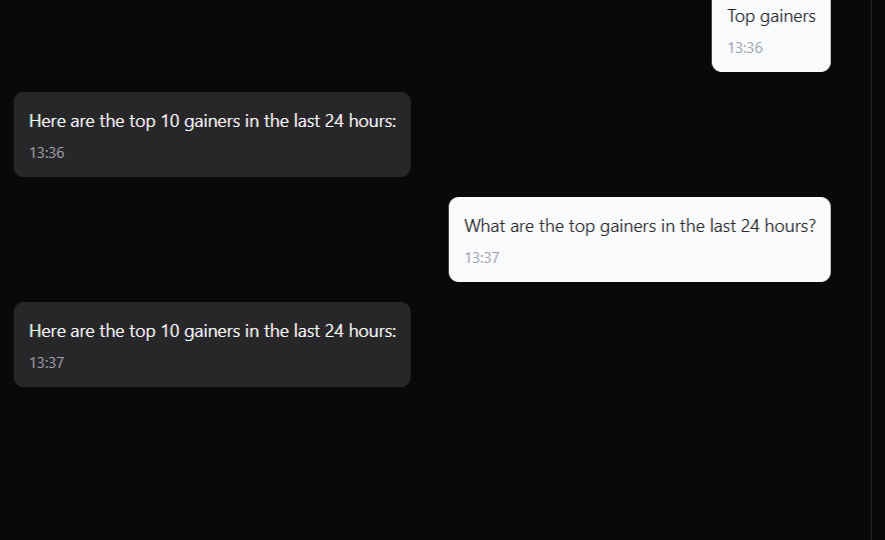 Top gainers
13:36
Here are the top 10 gainers in the last 24 hours:
13:36
What are the top gainers in the last 24 hours?
13:37
Here are the top 10 gainers in the last 24 hours:
13:37